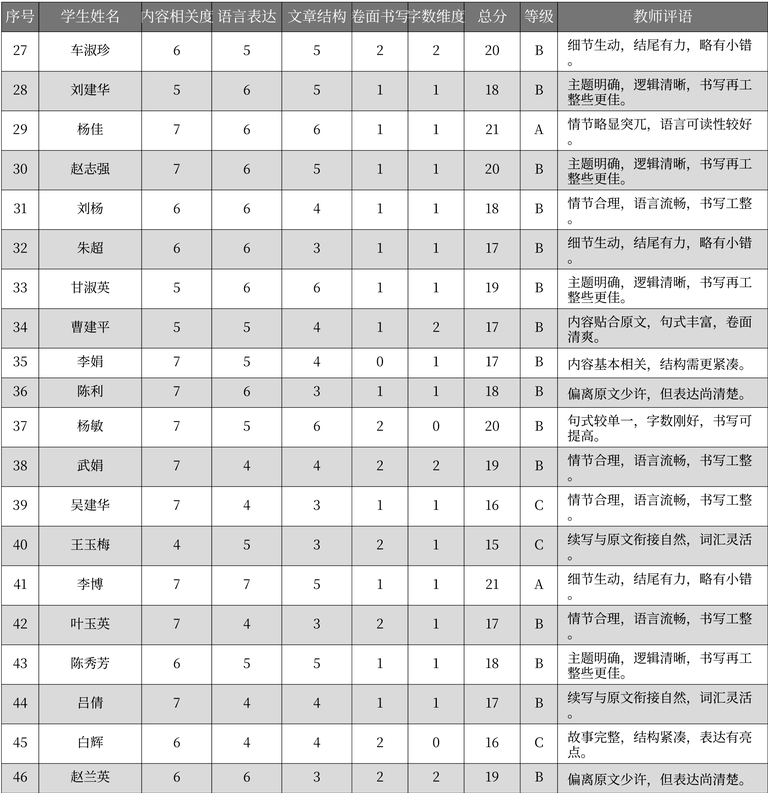 序号 学生姓名 内容相关度 语言表达 文章结构 卷面书写 字数维度 总分 等级 教师评语
27 车淑珍 6 5 5 2 2 20 B 细节生动，结尾有力，略有小错
。
28 刘建华 5 6 5 1 1 18 B 主题明确，逻辑清晰，书写再工
整些更佳。
29 杨佳 7 6 6 1 1 21 A 情节略显突兀，语言可读性较好
。
30 赵志强 7 6 5 1 1 20 B 主题明确，逻辑清晰，书写再工
整些更佳。
31 刘杨 6 6 4 1 1 18 B 情节合理，语言流畅，书写工整
。
32 朱超 6 6 3 1 1 17 B 细节生动，结尾有力，略有小错
。
33 甘淑英 5 6 6 1 1 19 B 主题明确，逻辑清晰，书写再工
整些更佳。
34 曹建平 5 5 4 1 2 17 B 内容贴合原文，句式丰富，卷面
清爽。
35 李娟 7 5 4 0 1 17 B 内容基本相关，结构需更紧凑。
36 陈利 7 6 3 1 1 18 B 偏离原文少许，但表达尚清楚。
37 杨敏 7 5 6 2 0 20 B 句式较单一，字数刚好，书写可
提高。
38 武娟 7 4 4 2 2 19 B 情节合理，语言流畅，书写工整
。
39 吴建华 7 4 3 1 1 16 C 情节合理，语言流畅，书写工整
。
40 王玉梅 4 5 3 2 1 15 C 续写与原文衔接自然，词汇灵活
。
41 李博 7 7 5 1 1 21 A 细节生动，结尾有力，略有小错
。
42 叶玉英 7 4 3 2 1 17 B 情节合理，语言流畅，书写工整
。
43 陈秀芳 6 5 5 1 1 18 B 主题明确，逻辑清晰，书写再工
整些更佳。
44 吕倩 7 4 4 1 1 17 B 续写与原文衔接自然，词汇灵活
。
45 白辉 6 4 4 2 0 16 C 故事完整，结构紧凑，表达有亮
点。
46 赵兰英 6 6 3 2 2 19 B 偏离原文少许，但表达尚清楚。